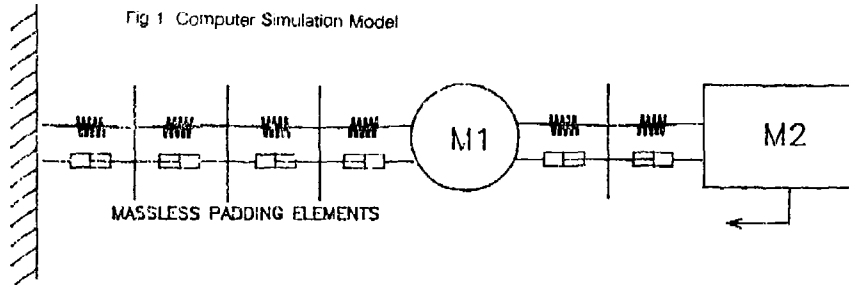 Fig 1 Computer Simulation Model
M1
M2
MASSLESS PADDING ELEMENTS